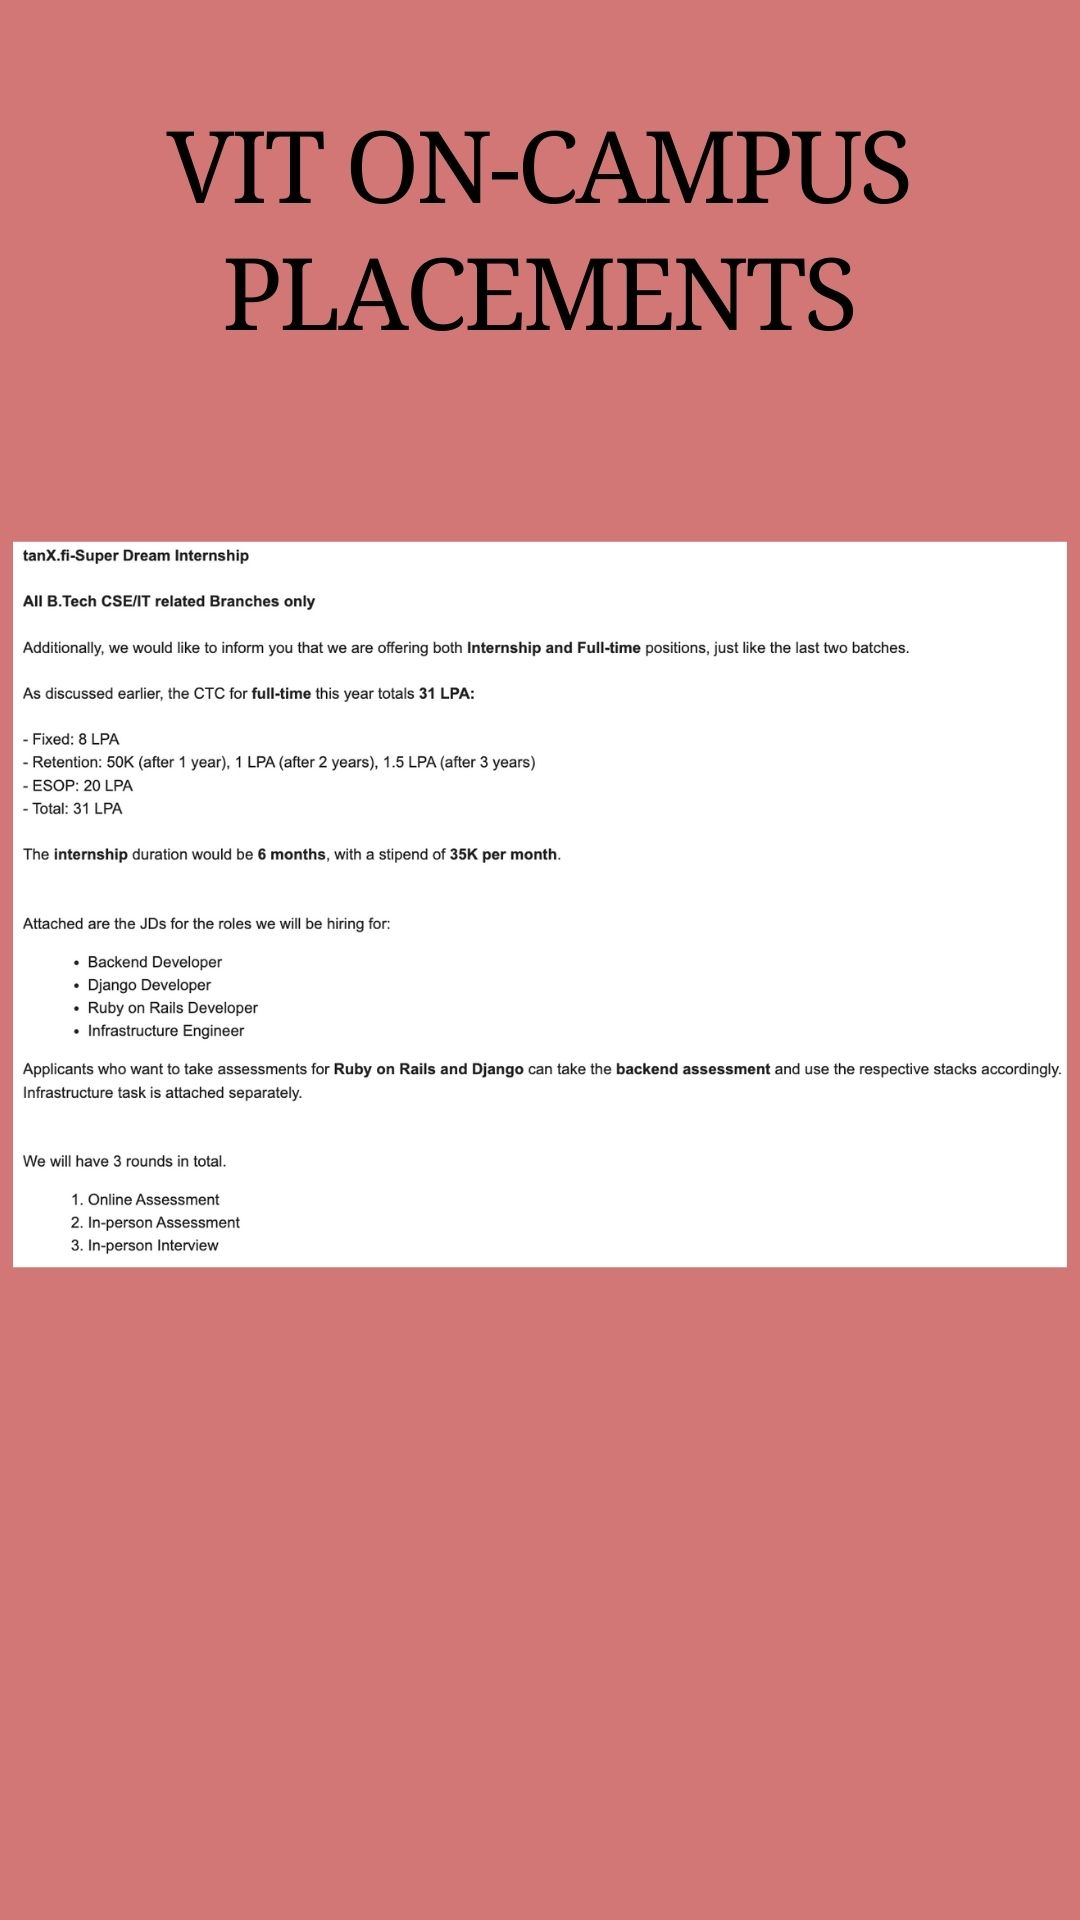 VIT ON-CAMPUS
PLACEMENTS
tanX.fi-Super Dream Internship
All B.Tech CSE/IT related Branches only
Additionally, we would like to inform you that we are offering both Internship and Full-time positions, just like the last two batches.
As discussed earlier, the CTC for full-time this year totals 31 LPA:
- Fixed: 8 LPA
- Retention: 50K (after 1 year), 1 LPA (after 2 years), 1.5 LPA (after 3 years)
- ESOP: 20 LPA
- Total: 31 LPA
The internship duration would be 6 months, with a stipend of 35K per month.
Attached are the JDs for the roles we will be hiring for:
• Backend Developer
• Django Developer
• Ruby on Rails Developer
• Infrastructure Engineer
Applicants who want to take assessments for Ruby on Rails and Django can take the backend assessment and use the respective stacks accordingly.
Infrastructure task is attached separately.
We will have 3 rounds in total.
1. Online Assessment
2. In-person Assessment
3. In-person Interview